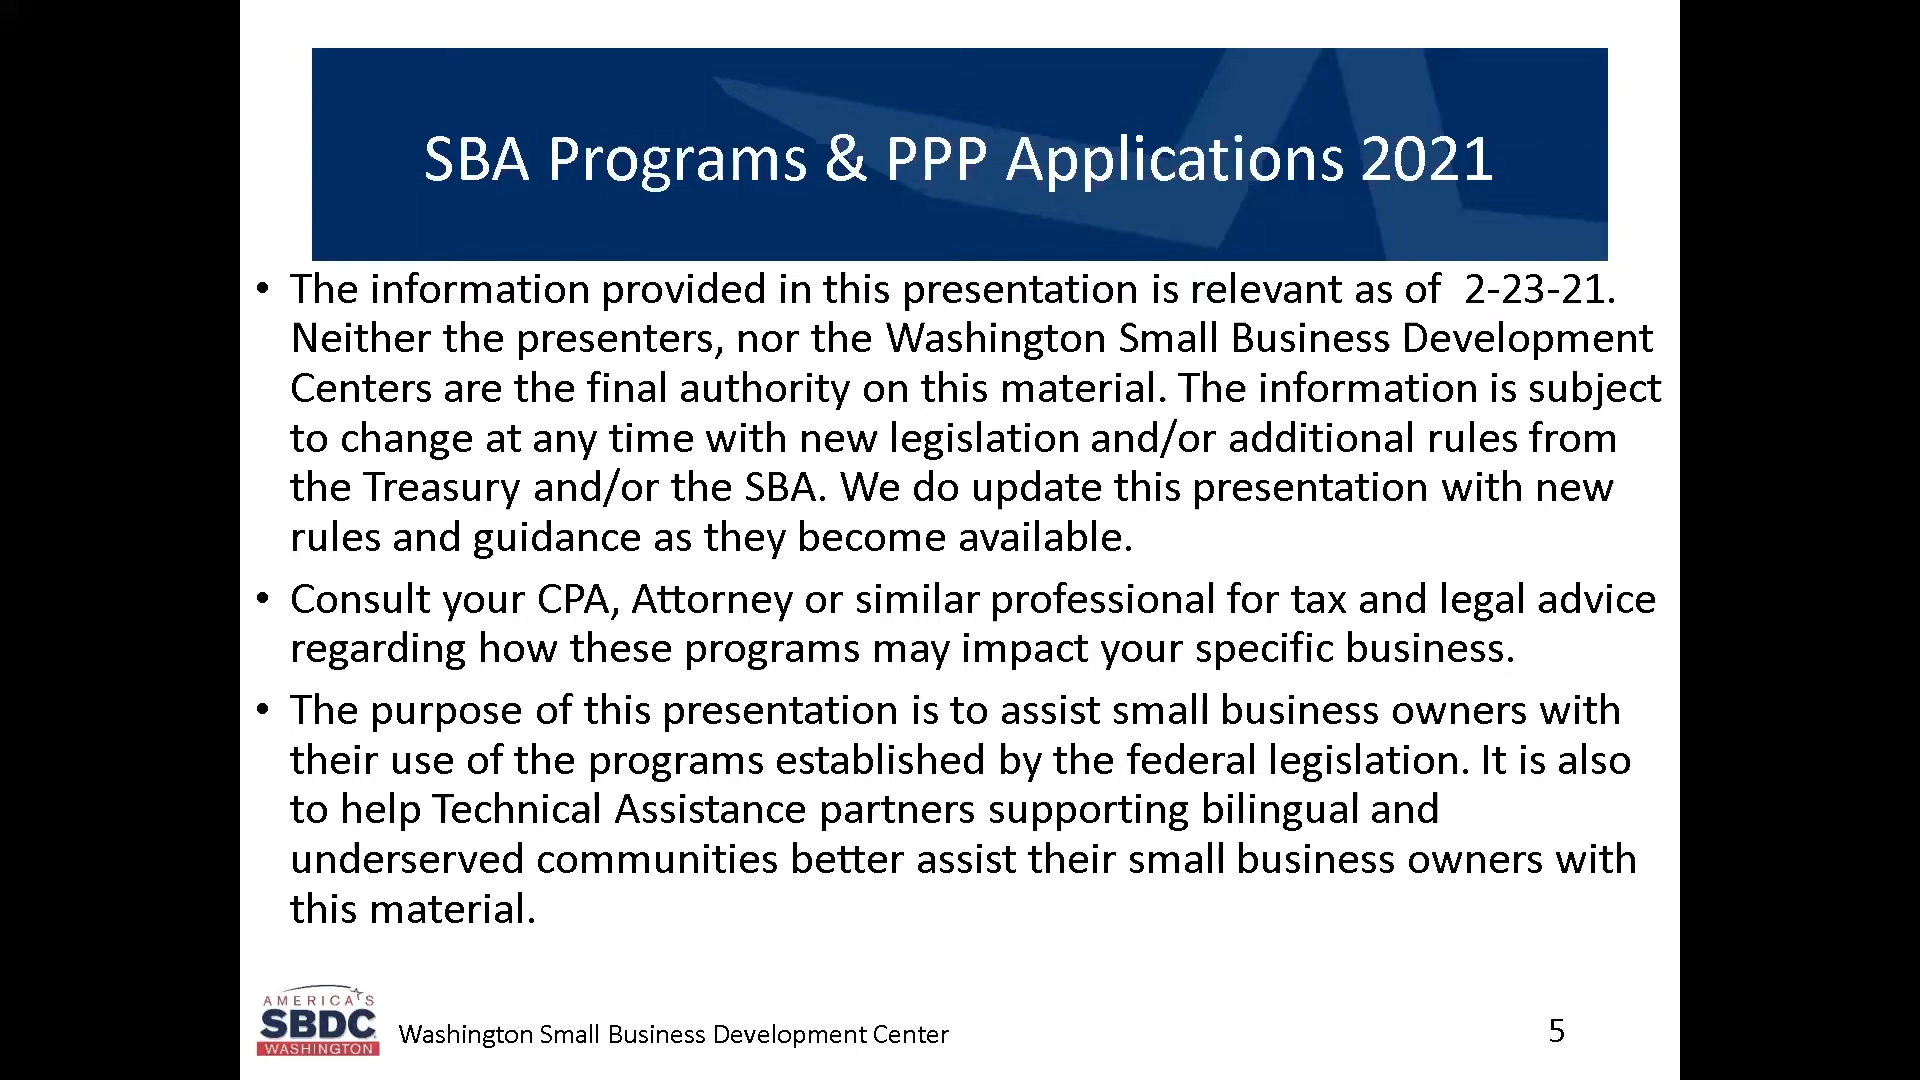 SBA Programs & PPP Applications 2021
• The information provided in this presentation is relevant as of  2-23-21.
Neither the presenters, nor the Washington Small Business Development
Centers are the final authority on this material. The information is subject
to change at any time with new legislation and/or additional rules from
the Treasury and/or the SBA. We do update this presentation with new
rules and guidance as they become available.
• Consult your CPA, Attorney or similar professional for tax and legal advice
regarding how these programs may impact your specific business.
• The purpose of this presentation is to assist small business owners with
their use of the programs established by the federal legislation. It is also
to help Technical Assistance partners supporting bilingual and
underserved communities better assist their small business owners with
this material.
AMERICA'S
SBDC
WASHINGTON
Washington Small Business Development Center
5